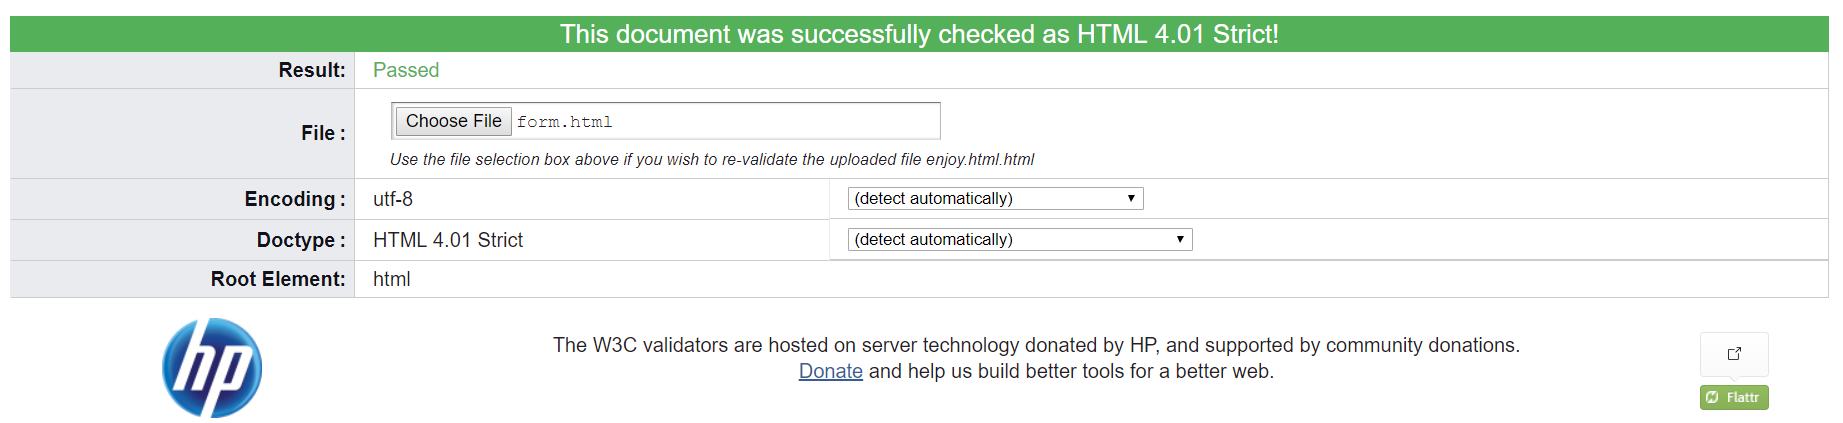 This document was successfully checked as HTML 4.01 Strict!
Result: Passed
File : Choose File form.html
Use the file selection box above if you wish to re-validate the uploaded file enjoy.html.html
Encoding : utf-8 (detect automatically)
Doctype : HTML 4.01 Strict (detect automatically)
Root Element: html
hp
The W3C validators are hosted on server technology donated by HP, and supported by community donations.
Donate and help us build better tools for a better web.
Flattr